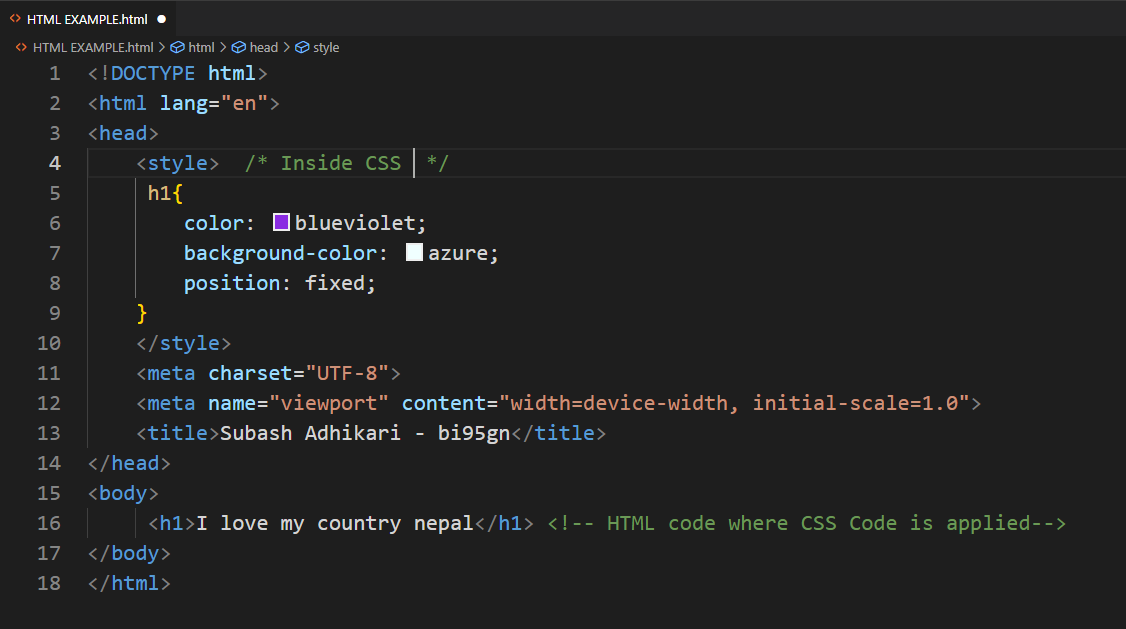 HTML EXAMPLE.html
HTML EXAMPLE.html > html > head > style
1 <!DOCTYPE html>
2 <html lang="en">
3 <head>
4     <style>  /* Inside CSS  */
5      h1{
6         color: blueviolet;
7         background-color: azure;
8         position: fixed;
9     }
10     </style>
11     <meta charset="UTF-8">
12     <meta name="viewport" content="width=device-width, initial-scale=1.0">
13     <title>Subash Adhikari - bi95gn</title>
14 </head>
15 <body>
16      <h1>I love my country nepal</h1> <!-- HTML code where CSS Code is applied-->
17 </body>
18 </html>